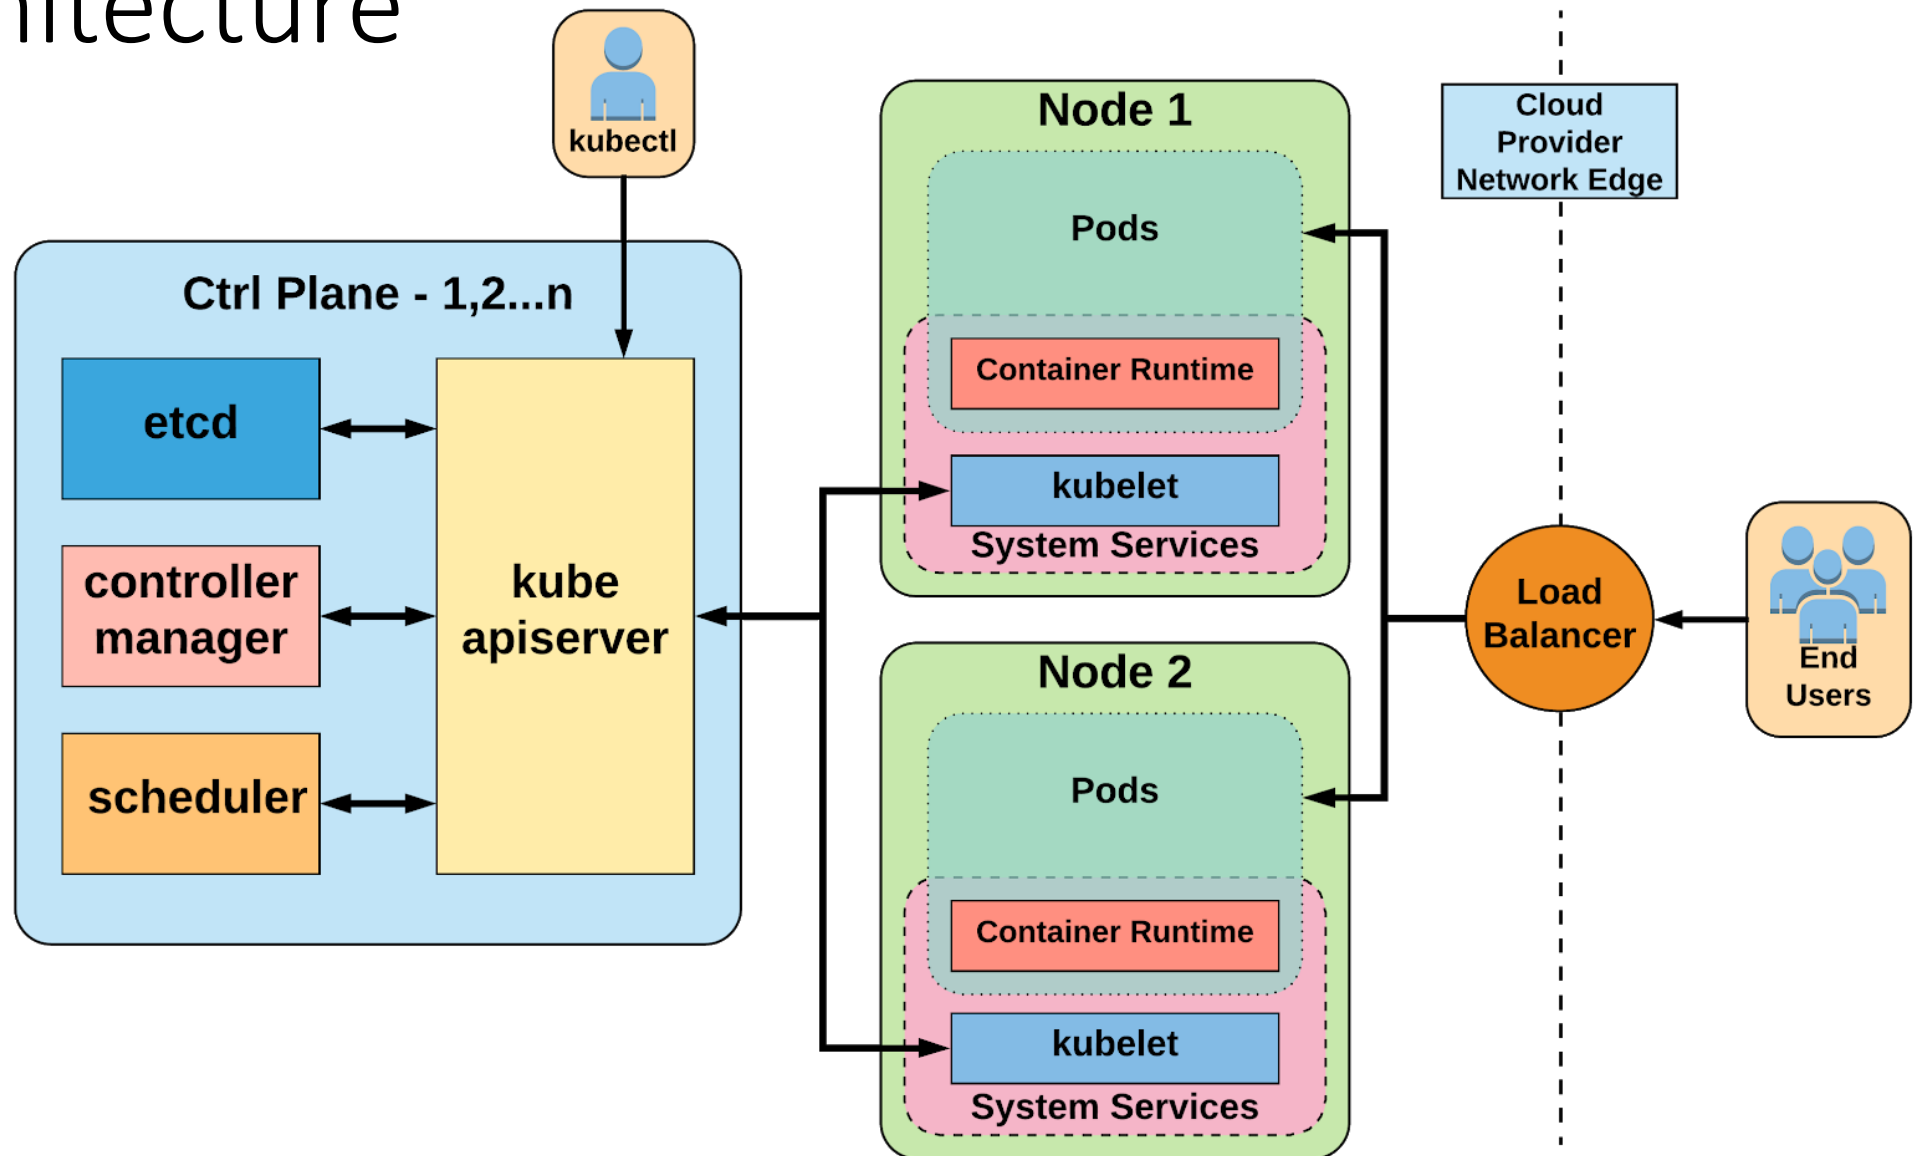 kubectl
Ctrl Plane - 1,2...n
etcd
controller
manager
scheduler
kube
apiserver
Node 1
Pods
Container Runtime
kubelet
System Services
Node 2
Pods
Container Runtime
kubelet
System Services
Cloud
Provider
Network Edge
Load
Balancer
End
Users